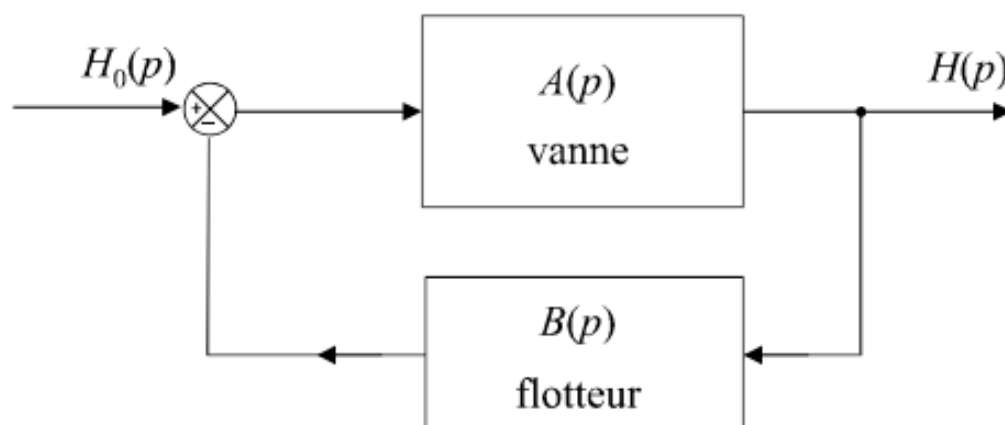 H₀(p)
+
−
A(p)
vanne
H(p)
B(p)
flotteur